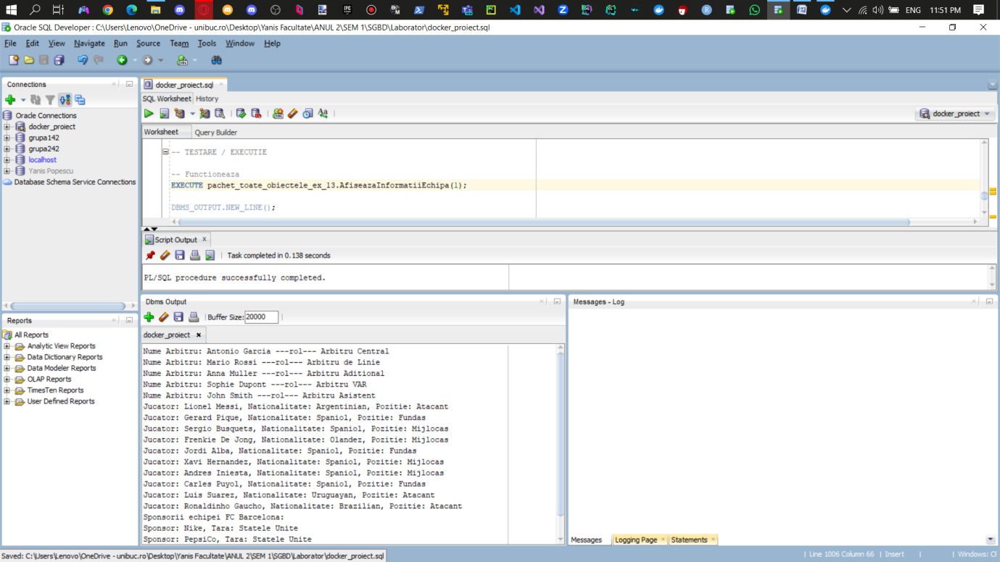 ENG 11:51 PM
Oracle SQL Developer : C:\Users\Lenovo\OneDrive - unibuc.ro\Desktop\Yanis Facultate\ANUL 2\SEM 1\SGBD\Laborator\docker_proiect.sql
File Edit View Navigate Run Source Team Tools Window Help
Connections
Oracle Connections
docker_proiect
grupa142
grupa242
localhost
Yanis Popescu
Database Schema Service Connections
docker_proiect.sql
SQL Worksheet History
docker_proiect
Worksheet Query Builder
-- TESTARE / EXECUTIE
-- Functioneaza
EXECUTE pachet_toate_obiectele_ex_13.AfiseazaInformatiiEchipa(1);
DBMS_OUTPUT.NEW_LINE();
Script Output
Task completed in 0.138 seconds
PL/SQL procedure successfully completed.
Reports
All Reports
Analytic View Reports
Data Dictionary Reports
Data Modeler Reports
OLAP Reports
TimesTen Reports
User Defined Reports
Dbms Output
Buffer Size: 20000
docker_proiect
Nume Arbitru: Antonio Garcia ---rol--- Arbitru Central
Nume Arbitru: Mario Rossi ---rol--- Arbitru de Linie
Nume Arbitru: Anna Muller ---rol--- Arbitru Aditional
Nume Arbitru: Sophie Dupont ---rol--- Arbitru VAR
Nume Arbitru: John Smith ---rol--- Arbitru Asistent
Jucator: Lionel Messi, Nationalitate: Argentinian, Pozitie: Atacant
Jucator: Gerard Pique, Nationalitate: Spaniol, Pozitie: Fundas
Jucator: Sergio Busquets, Nationalitate: Spaniol, Pozitie: Mijlocas
Jucator: Frenkie De Jong, Nationalitate: Olandez, Pozitie: Mijlocas
Jucator: Jordi Alba, Nationalitate: Spaniol, Pozitie: Fundas
Jucator: Xavi Hernandez, Nationalitate: Spaniol, Pozitie: Mijlocas
Jucator: Andres Iniesta, Nationalitate: Spaniol, Pozitie: Mijlocas
Jucator: Carles Puyol, Nationalitate: Spaniol, Pozitie: Fundas
Jucator: Luis Suarez, Nationalitate: Uruguayan, Pozitie: Atacant
Jucator: Ronaldinho Gaucho, Nationalitate: Brazilian, Pozitie: Atacant
Sponsorii echipei FC Barcelona:
Sponsor: Nike, Tara: Statele Unite
Sponsor: PepsiCo, Tara: Statele Unite
Messages - Log
Messages Logging Page Statements
Saved: C:\Users\Lenovo\OneDrive - unibuc.ro\Desktop\Yanis Facultate\ANUL 2\SEM 1\SGBD\Laborator\docker_proiect.sql
Line 1006 Column 66 Insert Windows: